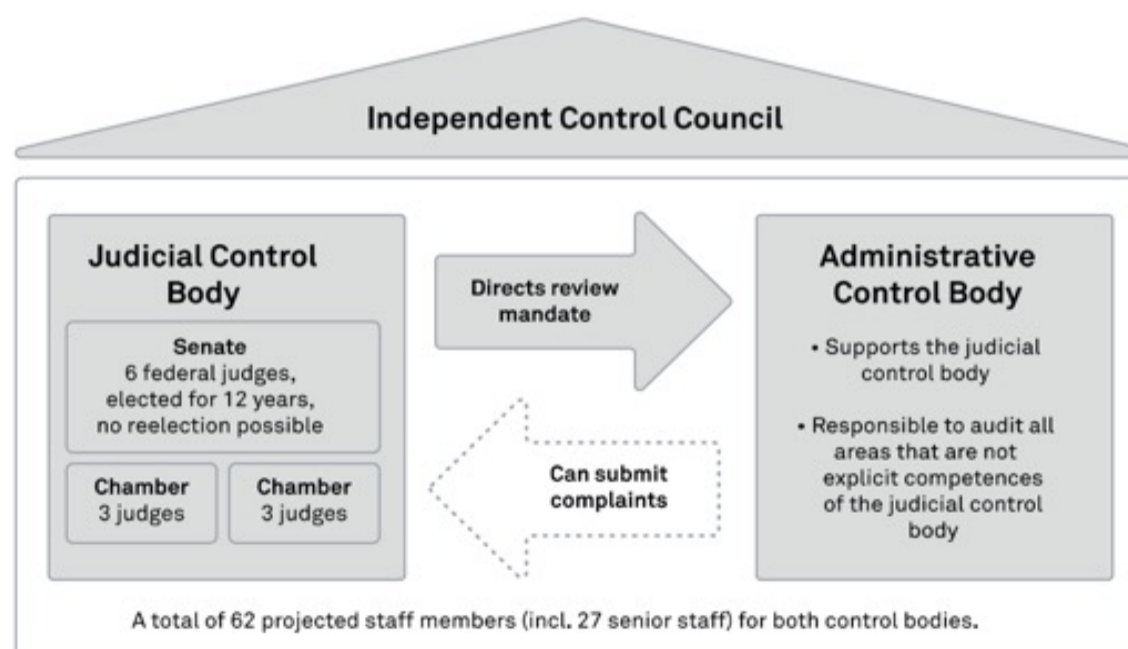 Independent Control Council
Judicial Control
Body
Senate
6 federal judges,
elected for 12 years,
no reelection possible
Chamber
3 judges
Chamber
3 judges
Directs review
mandate
Can submit
complaints
Administrative
Control Body
• Supports the judicial
control body
• Responsible to audit all
areas that are not
explicit competences
of the judicial control
body
A total of 62 projected staff members (incl. 27 senior staff) for both control bodies.